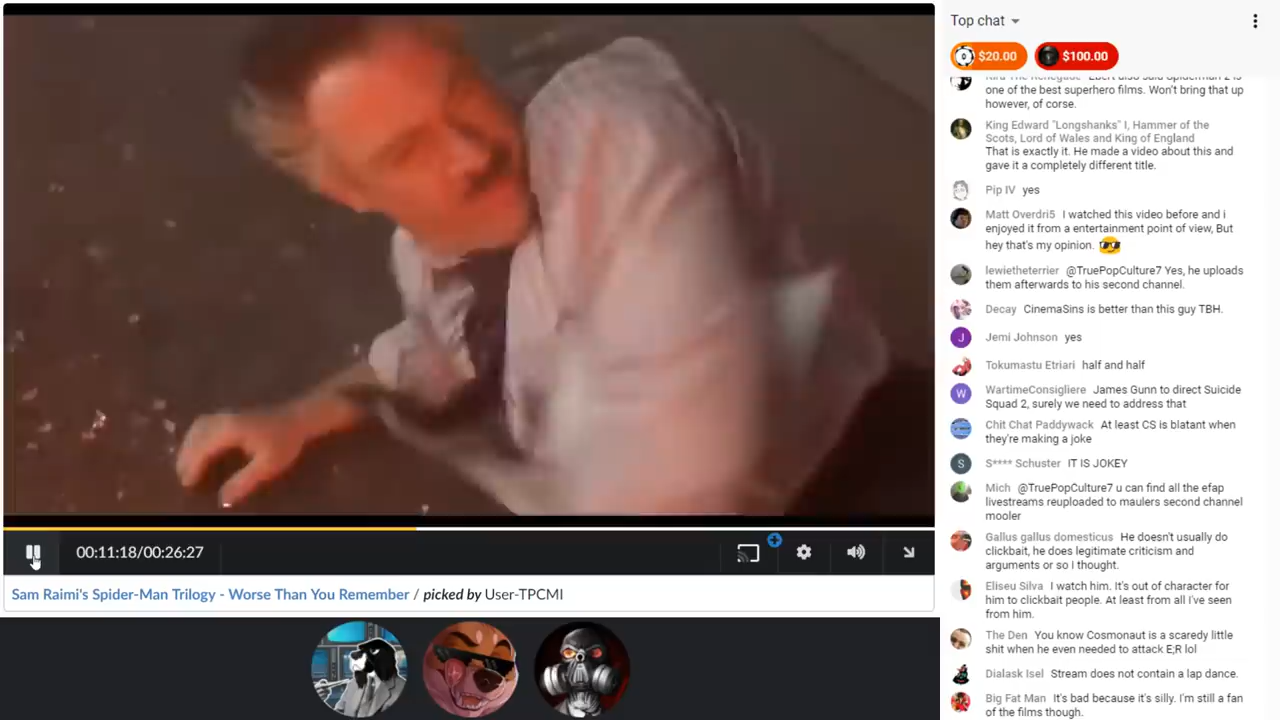 Top chat
$20.00
$100.00
Kira The Renegade Ebert also said Spiderman 2 is
one of the best superhero films. Won't bring that up
however, of corse.
King Edward "Longshanks" I, Hammer of the
Scots, Lord of Wales and King of England
That is exactly it. He made a video about this and
gave it a completely different title.
Pip IV yes
Matt Overdri5 I watched this video before and i
enjoyed it from a entertainment point of view, But
hey that's my opinion.
lewietheterrier @TruePopCulture7 Yes, he uploads
them afterwards to his second channel.
Decay CinemaSins is better than this guy TBH.
J
Jemi Johnson yes
Tokumastu Etriari half and half
W
WartimeConsigliere James Gunn to direct Suicide
Squad 2, surely we need to address that
Chit Chat Paddywack At least CS is blatant when
they're making a joke
S
S**** Schuster IT IS JOKEY
Mich @TruePopCulture7 u can find all the efap
livestreams reuploaded to maulers second channel
mooler
Gallus gallus domesticus He doesn't usually do
clickbait, he does legitimate criticism and
arguments or so i thought.
Eliseu Silva I watch him. It's out of character for
him to clickbait people. At least from all I've seen
from him.
The Den You know Cosmonaut is a scaredy little
shit when he even needed to attack E;R lol
Dialask Isel Stream does not contain a lap dance.
Big Fat Man It's bad because it's silly. I'm still a fan
of the films though.
00:11:18/00:26:27
Sam Raimi's Spider-Man Trilogy - Worse Than You Remember / picked by User-TPCMI